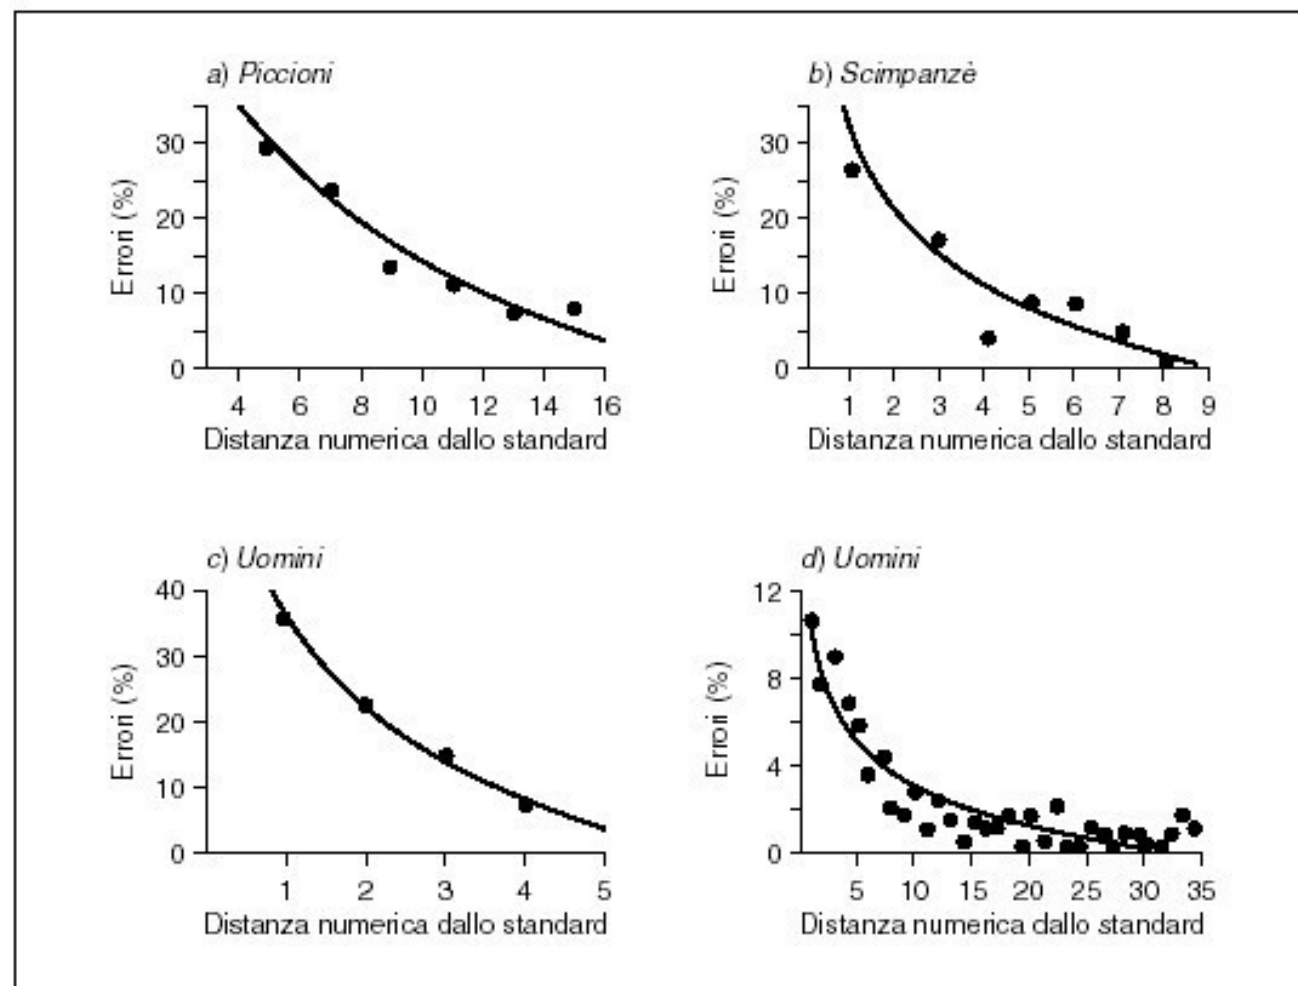 a) Piccioni
Errori (%)
30
20
10
0
4 6 8 10 12 14 16
Distanza numerica dallo standard
b) Scimpanzè
Errori (%)
30
20
10
0
1 2 3 4 5 6 7 8 9
Distanza numerica dallo standard
c) Uomini
Errori (%)
40
30
20
10
0
1 2 3 4 5
Distanza numerica dallo standard
d) Uomini
Errori (%)
12
8
4
0
5 10 15 20 25 30 35
Distanza numerica dallo standard